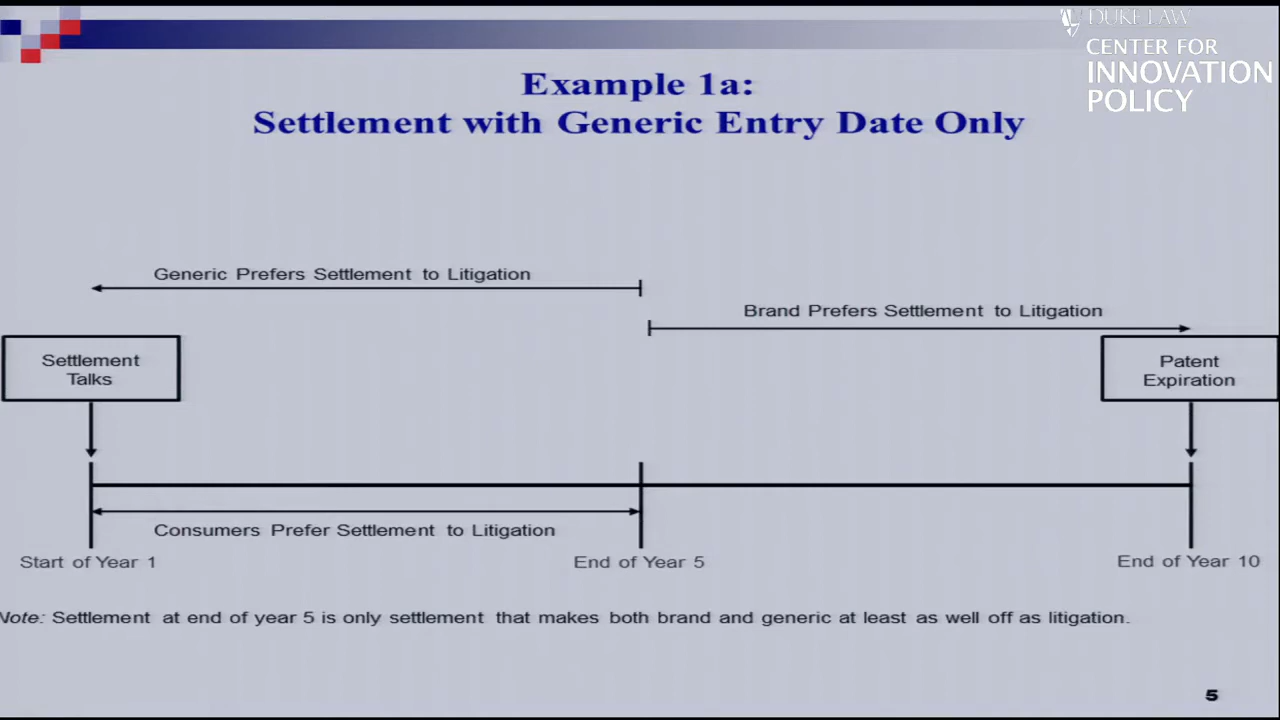 DUKE LAW
CENTER FOR
INNOVATION
POLICY
Example 1a:
Settlement with Generic Entry Date Only
Generic Prefers Settlement to Litigation
Brand Prefers Settlement to Litigation
Settlement
Talks
Patent
Expiration
Consumers Prefer Settlement to Litigation
Start of Year 1
End of Year 5
End of Year 10
Note: Settlement at end of year 5 is only settlement that makes both brand and generic at least as well off as litigation.
5